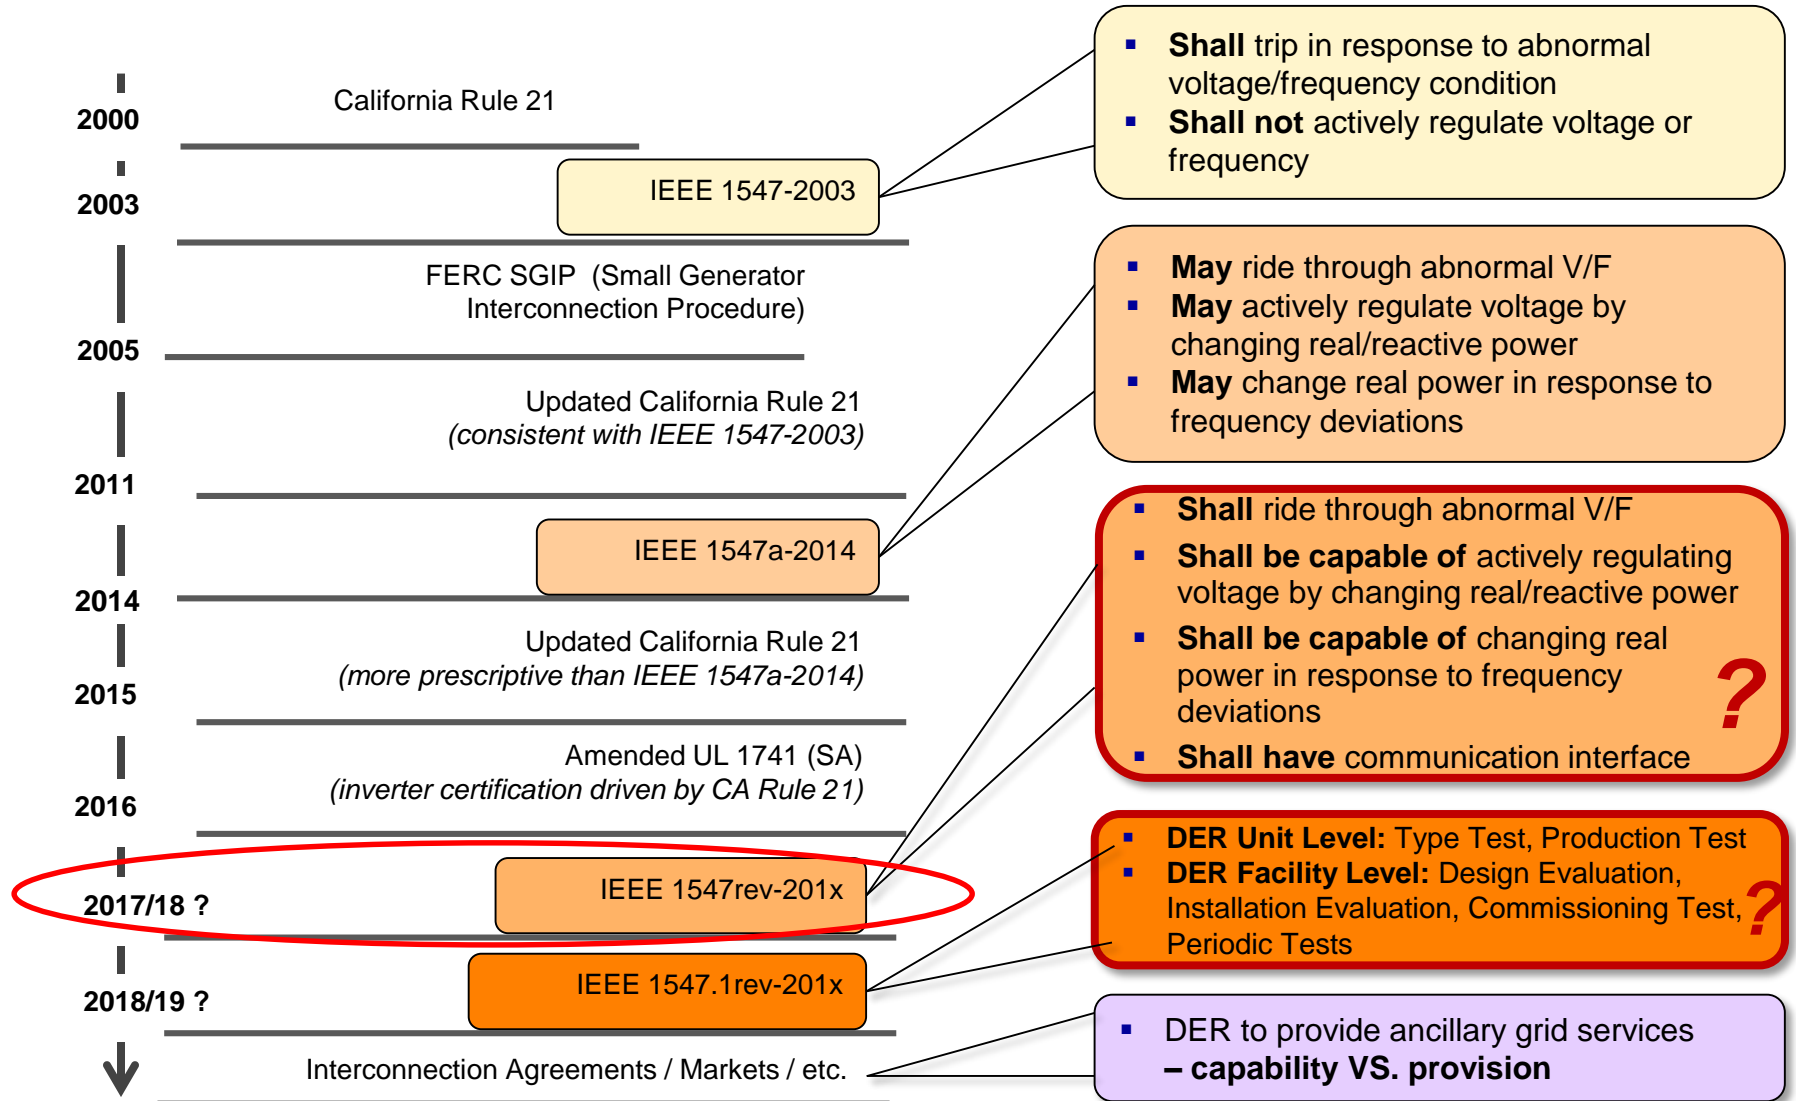 2000
California Rule 21
2003
IEEE 1547-2003
FERC SGIP  (Small Generator
Interconnection Procedure)
2005
Updated California Rule 21
(consistent with IEEE 1547-2003)
2011
IEEE 1547a-2014
2014
Updated California Rule 21
(more prescriptive than IEEE 1547a-2014)
2015
Amended UL 1741 (SA)
(inverter certification driven by CA Rule 21)
2016
IEEE 1547rev-201x
2017/18 ?
IEEE 1547.1rev-201x
2018/19 ?
Interconnection Agreements / Markets / etc.
▪ Shall trip in response to abnormal
voltage/frequency condition
▪ Shall not actively regulate voltage or
frequency
▪ May ride through abnormal V/F
▪ May actively regulate voltage by
changing real/reactive power
▪ May change real power in response to
frequency deviations
▪ Shall ride through abnormal V/F
▪ Shall be capable of actively regulating
voltage by changing real/reactive power
▪ Shall be capable of changing real
power in response to frequency
deviations
?
▪ Shall have communication interface
▪ DER Unit Level: Type Test, Production Test
▪ DER Facility Level: Design Evaluation,
Installation Evaluation, Commissioning Test,
Periodic Tests
?
▪ DER to provide ancillary grid services
– capability VS. provision